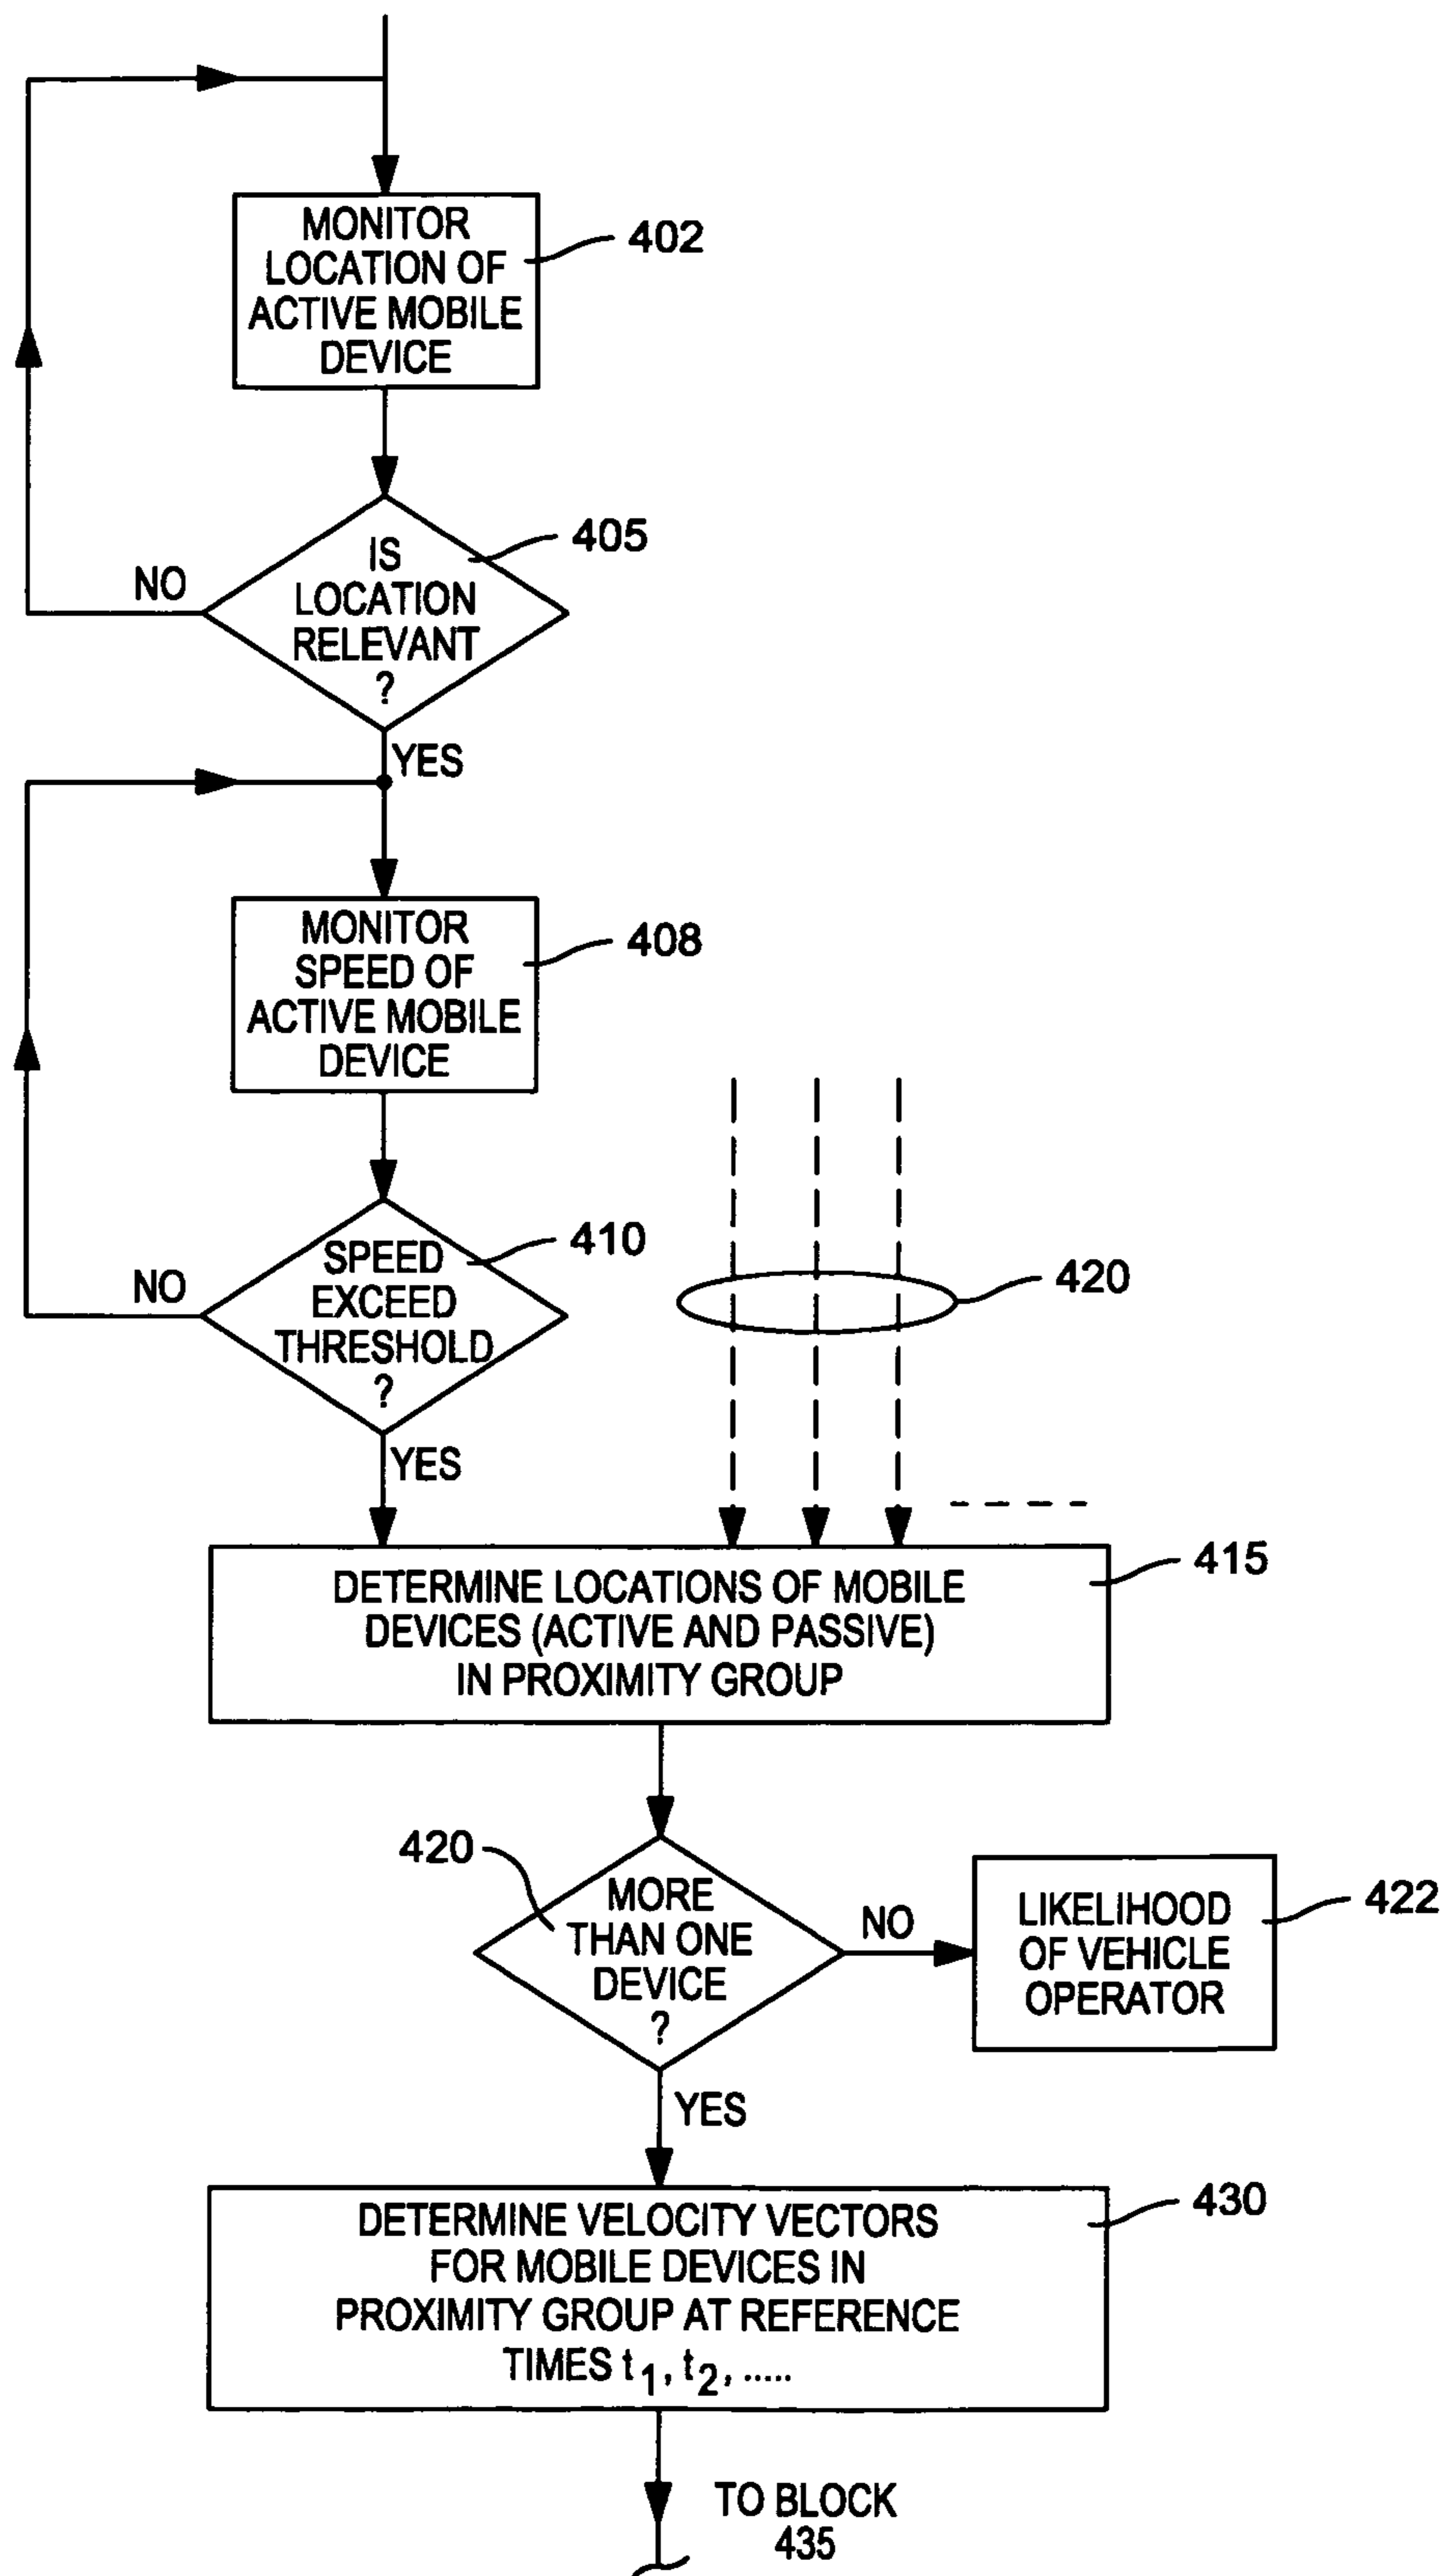 MONITOR
LOCATION OF
ACTIVE MOBILE
DEVICE
402
IS
LOCATION
RELEVANT
?
405
NO
YES
MONITOR
SPEED OF
ACTIVE MOBILE
DEVICE
408
SPEED
EXCEED
THRESHOLD
?
410
NO
420
YES
DETERMINE LOCATIONS OF MOBILE
DEVICES (ACTIVE AND PASSIVE)
IN PROXIMITY GROUP
415
420
MORE
THAN ONE
DEVICE
?
NO
LIKELIHOOD
OF VEHICLE
OPERATOR
422
YES
DETERMINE VELOCITY VECTORS
FOR MOBILE DEVICES IN
PROXIMITY GROUP AT REFERENCE
TIMES t1, t2, .....
430
TO BLOCK
435